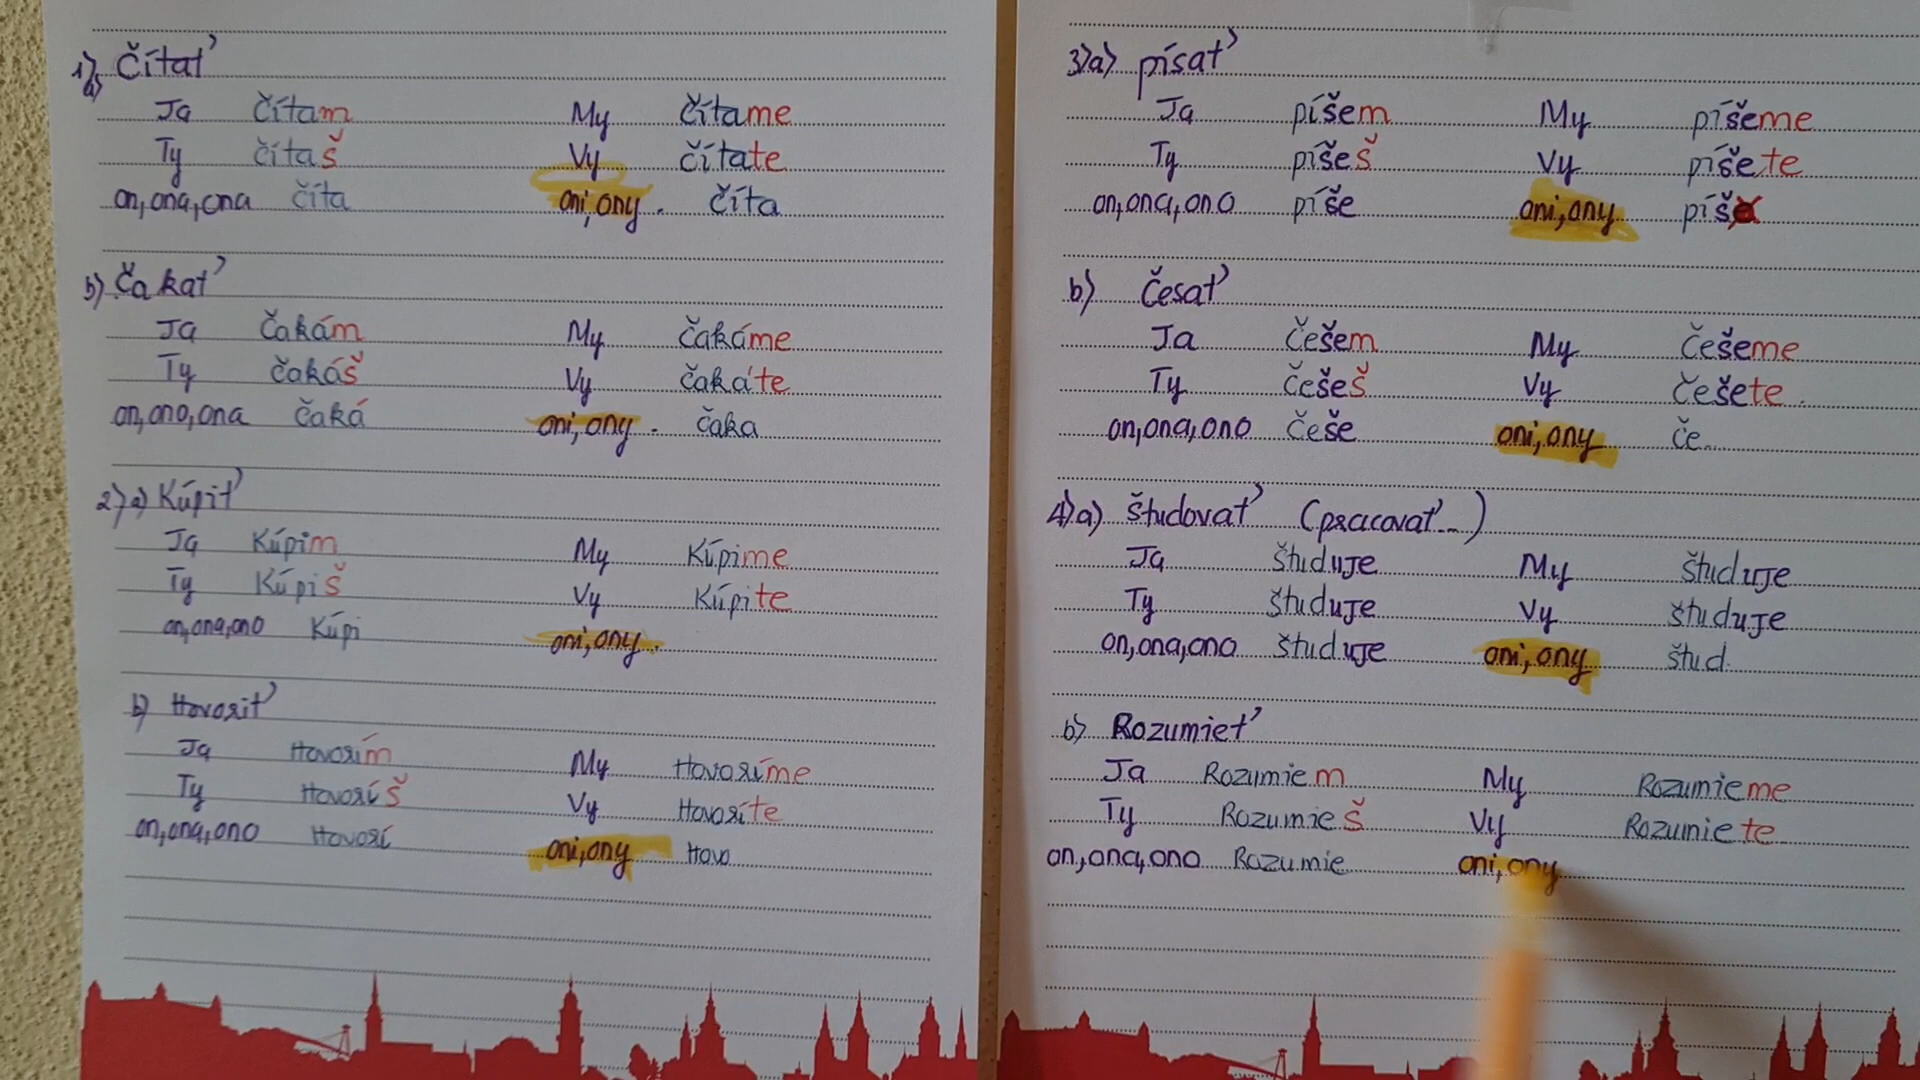 1) a) Čítať
Ja čítam My čítame
Ty čítaš Vy čítate
on, ona, ona číta oni, ony . číta
b) Čakať
Ja Čakám My Čakáme
Ty čakáš Vy čakáte
on, ono, ona čaká oni, ony . čaka
2) a) Kúpiť
Ja Kúpim My Kúpime
Ty Kúpiš Vy Kúpite
on, ona, ono Kúpi oni, ony .
b) Hovoriť
Ja Hovorím My Hovoríme
Ty Hovoríš Vy Hovoríte
on, ona, ono Hovorí oni, ony Hovo
3) a) písať
Ja píšem My píšeme
Ty píšeš Vy píšete
on, ona, ono píše oni, ony píš
b) Česať
Ja Češem My Češeme
Ty Češeš Vy Češete
on, ona, ono Češe oni, ony Če
4) a) Študovať (pracovať...)
Ja študuje My študuje
Ty študuje Vy študuje
on, ona, ono študuje oni, ony štud
b) Rozumieť
Ja Rozumiem My Rozumieme
Ty Rozumieš Vy Rozumiete
on, ona, ono Rozumie oni, ony